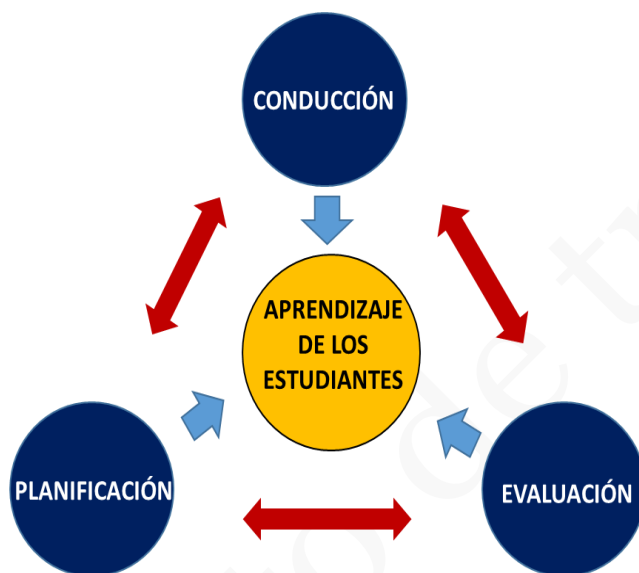 CONDUCCIÓN
APRENDIZAJE
DE LOS
ESTUDIANTES
PLANIFICACIÓN
EVALUACIÓN